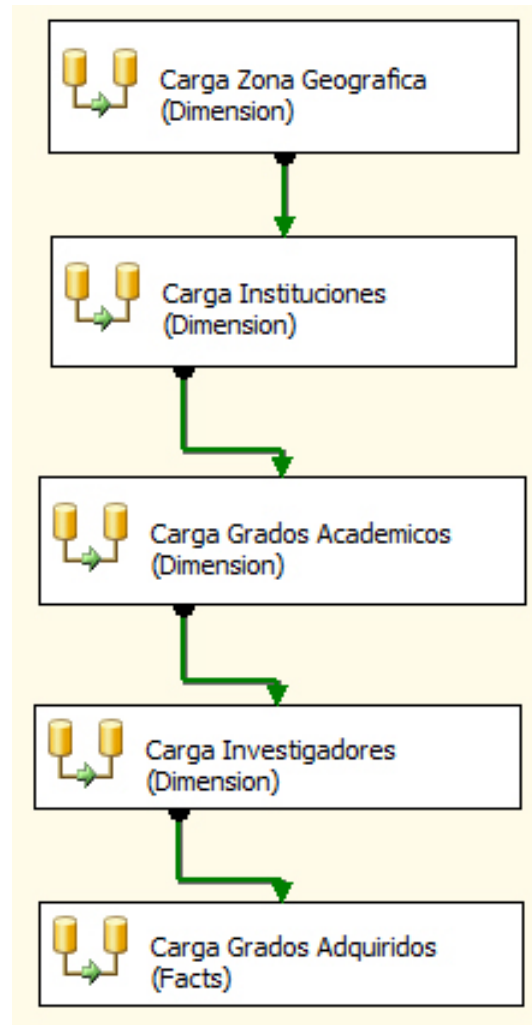 Carga Zona Geografica
(Dimension)
Carga Instituciones
(Dimension)
Carga Grados Academicos
(Dimension)
Carga Investigadores
(Dimension)
Carga Grados Adquiridos
(Facts)